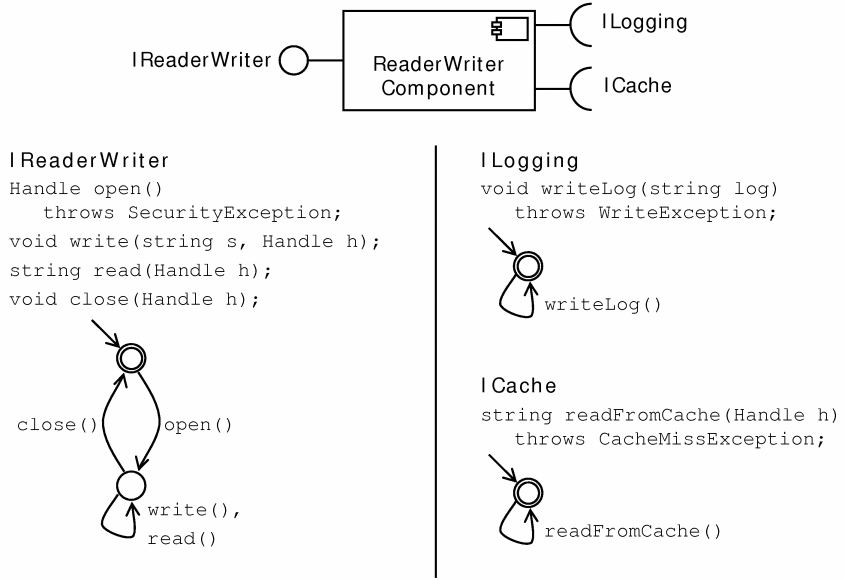 ILogging
IReaderWriter
ReaderWriter
Component
ICache
IReaderWriter
Handle open()
throws SecurityException;
void write(string s, Handle h);
string read(Handle h);
void close(Handle h);
close()
open()
write(),
read()
ILogging
void writeLog(string log)
throws WriteException;
writeLog()
ICache
string readFromCache(Handle h)
throws CacheMissException;
readFromCache()